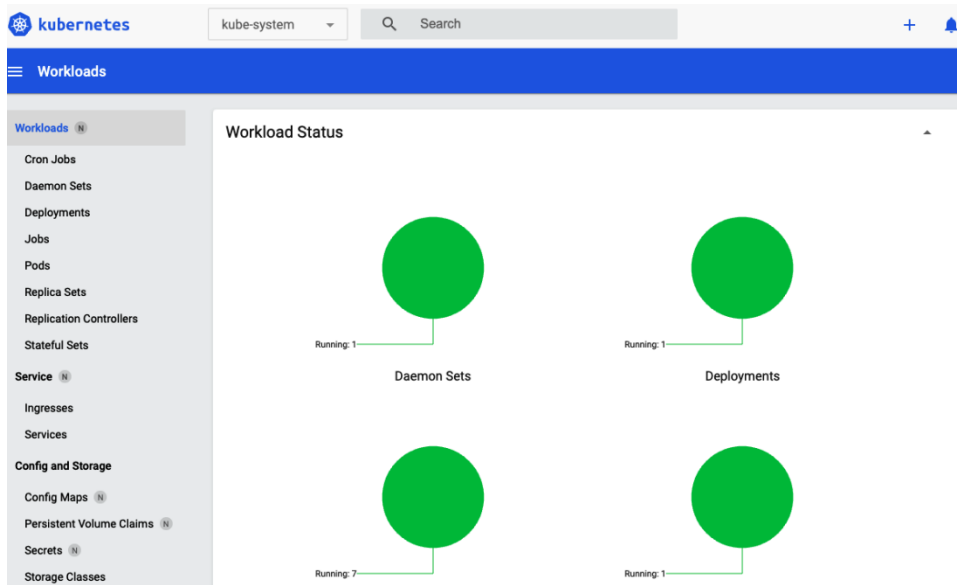 kubernetes
kube-system
Search
Workloads
Workloads N
Cron Jobs
Daemon Sets
Deployments
Jobs
Pods
Replica Sets
Replication Controllers
Stateful Sets
Service N
Ingresses
Services
Config and Storage
Config Maps N
Persistent Volume Claims N
Secrets N
Storage Classes
Workload Status
Running: 1
Running: 1
Daemon Sets
Deployments
Running: 7
Running: 1